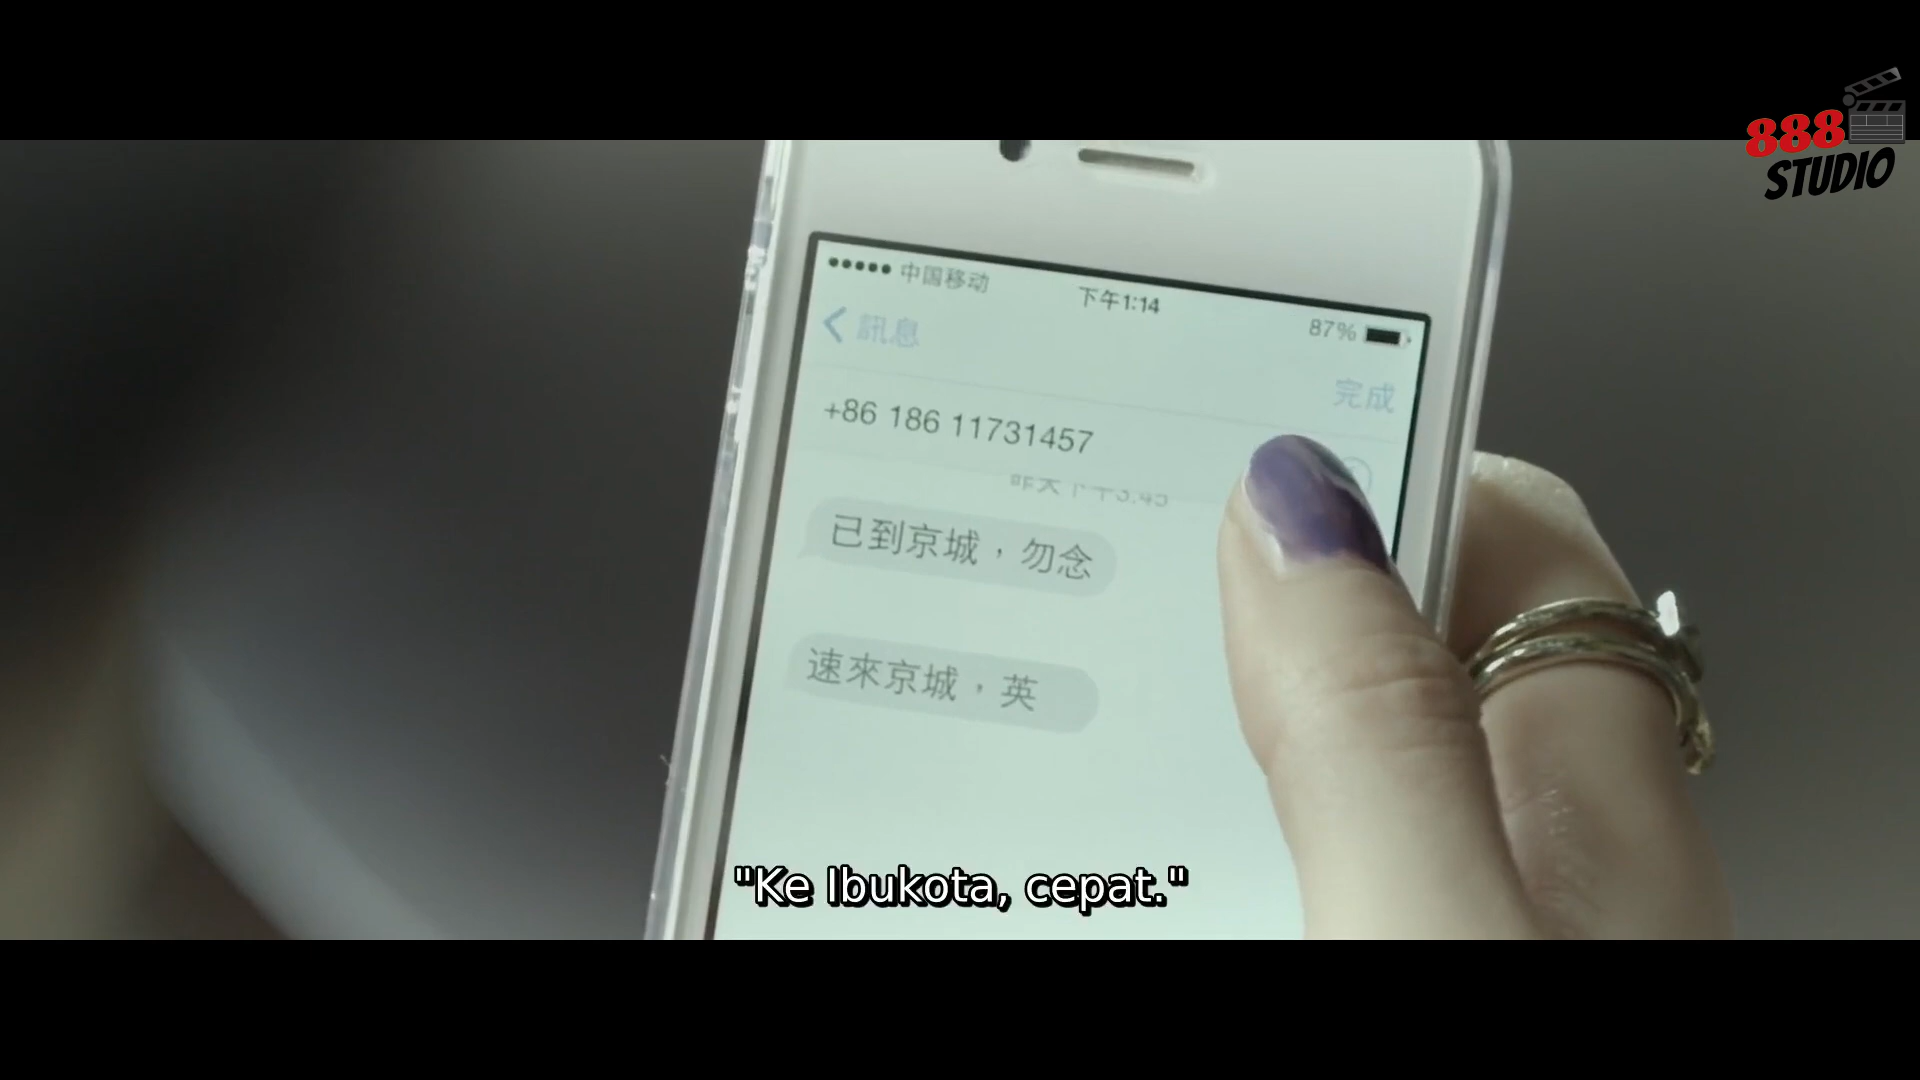 888
STUDIO
中国移动
下午1:14
87%
訊息
完成
+86 186 11731457
已到京城，勿念
速來京城，英
"Ke Ibukota, cepat."